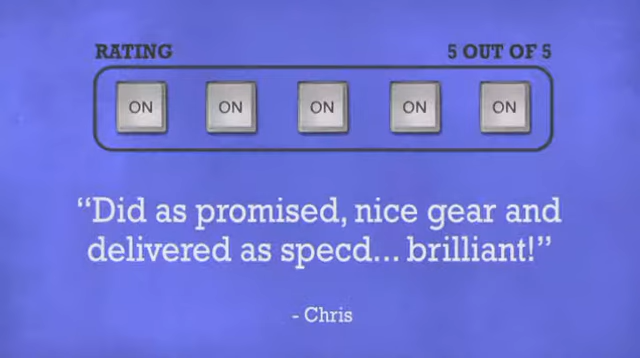 RATING 5 OUT OF 5
ON ON ON ON ON
“Did as promised, nice gear and
delivered as specd... brilliant!”
- Chris